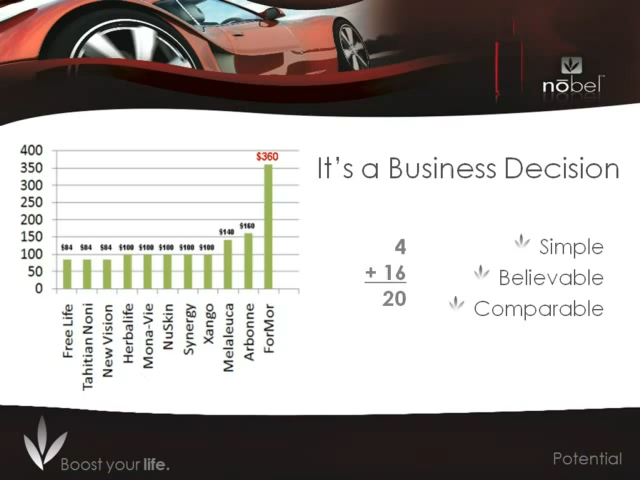 nōbel™
400
350
300
250
200
150
100
50
0
$84
$84
$84
$100
$100
$100
$100
$100
$140
$160
$360
Free Life
Tahitian Noni
New Vision
Herbalife
Mona-Vie
NuSkin
Synergy
Xango
Melaleuca
Arbonne
ForMor
It's a Business Decision
4
+ 16
20
Simple
Believable
Comparable
Boost your life.
Potential